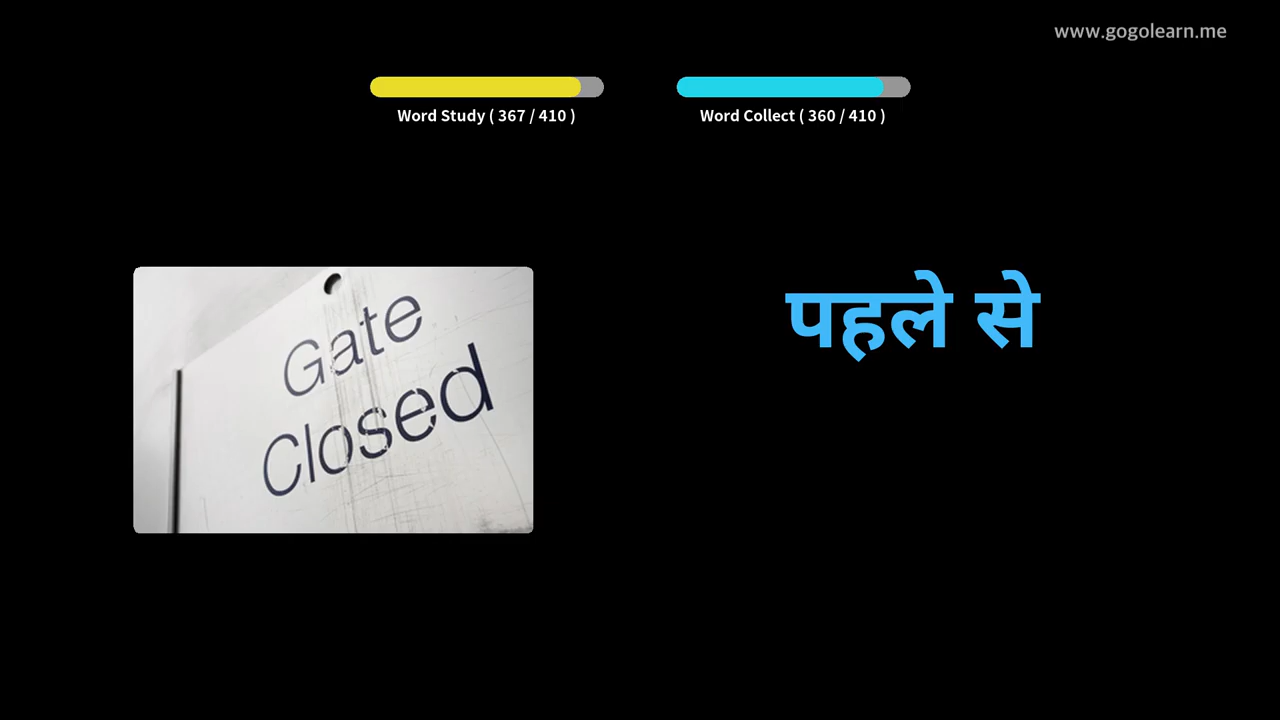 www.gogolearn.me
Word Study ( 367 / 410 )
Word Collect ( 360 / 410 )
Gate
Closed
पहले से